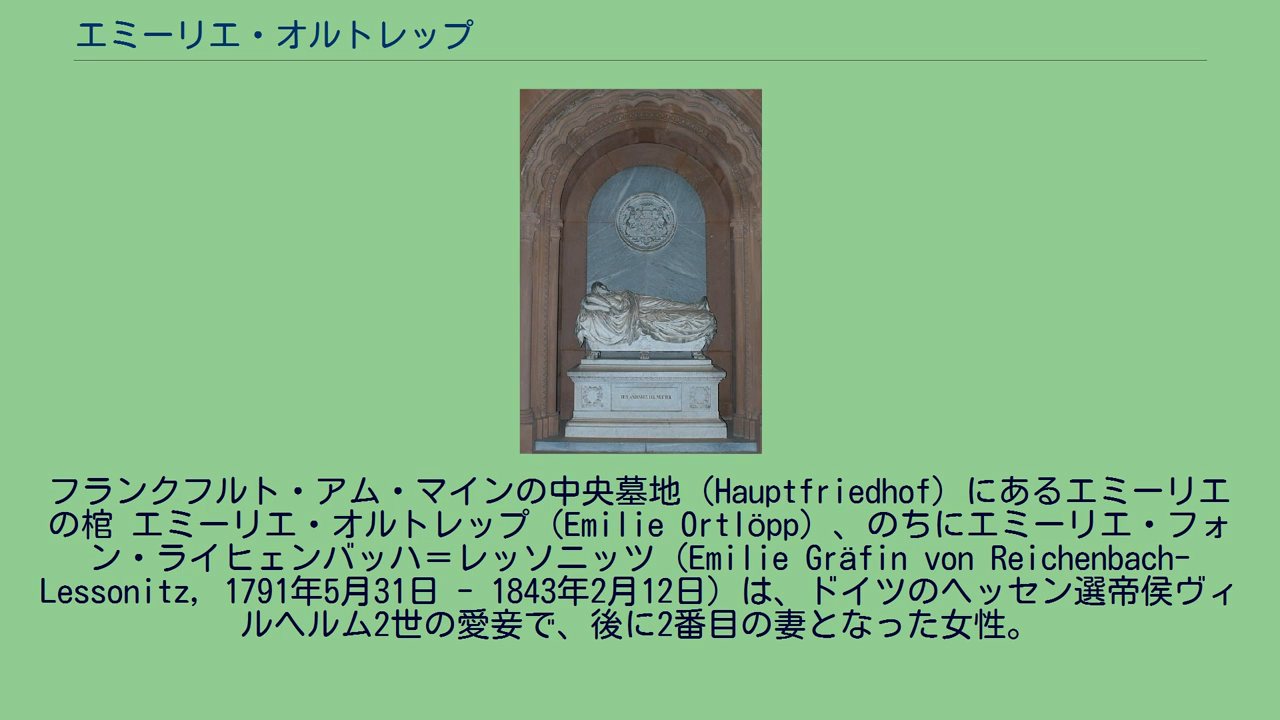 エミーリエ・オルトレップ
フランクフルト・アム・マインの中央墓地（Hauptfriedhof）にあるエミーリエ
の棺 エミーリエ・オルトレップ（Emilie Ortlöpp）、のちにエミーリエ・フォ
ン・ライヒェンバッハ＝レッソニッツ（Emilie Gräfin von Reichenbach-
Lessonitz, 1791年5月31日 - 1843年2月12日）は、ドイツのヘッセン選帝侯ヴィ
ルヘルム2世の愛妾で、後に2番目の妻となった女性。